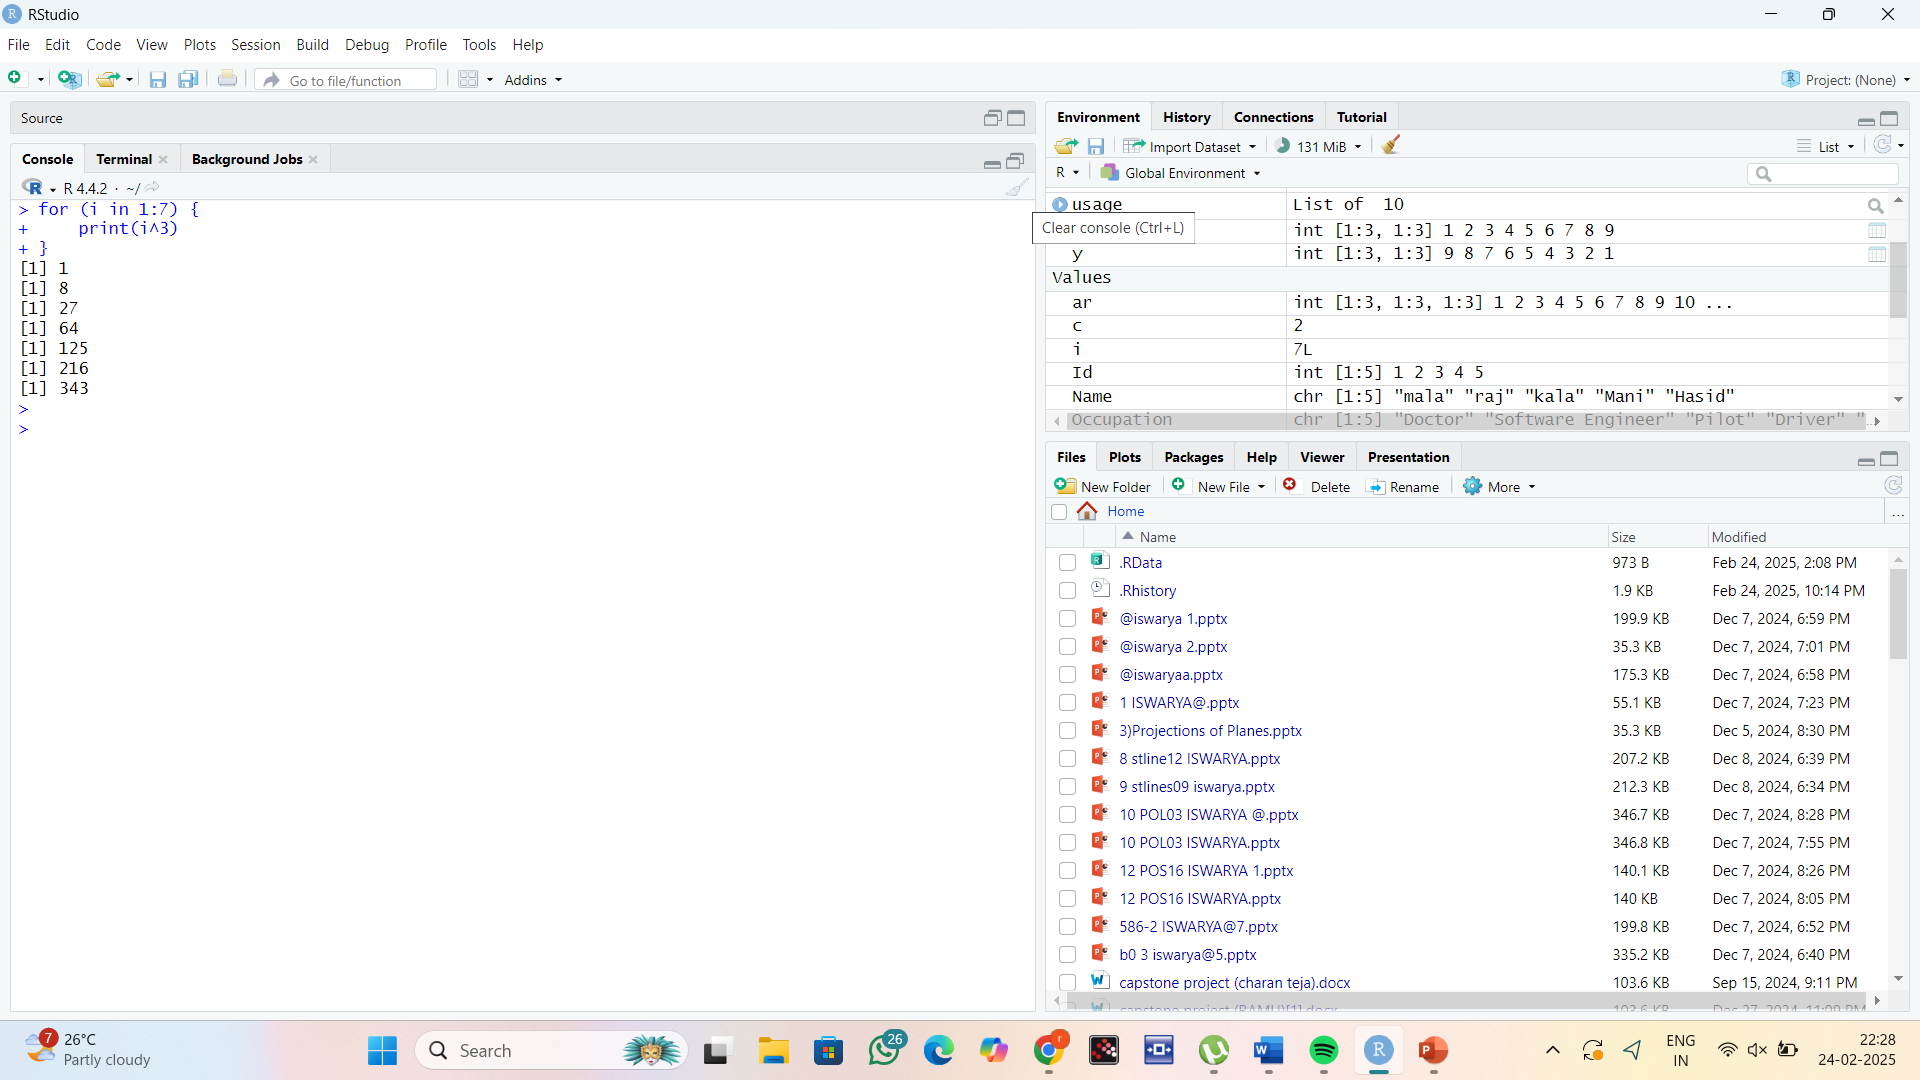 RStudio
File Edit Code View Plots Session Build Debug Profile Tools Help
Go to file/function Addins Project: (None)
Source
Console Terminal Background Jobs
R 4.4.2 · ~/
> for (i in 1:7) {
+     print(i^3)
+ }
[1] 1
[1] 8
[1] 27
[1] 64
[1] 125
[1] 216
[1] 343
>
>
Environment History Connections Tutorial
Import Dataset 131 MiB List
R Global Environment
usage List of 10
Clear console (Ctrl+L)
int [1:3, 1:3] 1 2 3 4 5 6 7 8 9
y int [1:3, 1:3] 9 8 7 6 5 4 3 2 1
Values
ar int [1:3, 1:3, 1:3] 1 2 3 4 5 6 7 8 9 10 ...
c 2
i 7L
Id int [1:5] 1 2 3 4 5
Name chr [1:5] "mala" "raj" "kala" "Mani" "Hasid"
Occupation chr [1:5] "Doctor" "Software Engineer" "Pilot" "Driver" "...
Files Plots Packages Help Viewer Presentation
New Folder New File Delete Rename More
Home ...
Name Size Modified
.RData 973 B Feb 24, 2025, 2:08 PM
.Rhistory 1.9 KB Feb 24, 2025, 10:14 PM
@iswarya 1.pptx 199.9 KB Dec 7, 2024, 6:59 PM
@iswarya 2.pptx 35.3 KB Dec 7, 2024, 7:01 PM
@iswaryaa.pptx 175.3 KB Dec 7, 2024, 6:58 PM
1 ISWARYA@.pptx 55.1 KB Dec 7, 2024, 7:23 PM
3)Projections of Planes.pptx 35.3 KB Dec 5, 2024, 8:30 PM
8 stline12 ISWARYA.pptx 207.2 KB Dec 8, 2024, 6:39 PM
9 stlines09 iswarya.pptx 212.3 KB Dec 8, 2024, 6:34 PM
10 POL03 ISWARYA @.pptx 346.7 KB Dec 7, 2024, 8:28 PM
10 POL03 ISWARYA.pptx 346.8 KB Dec 7, 2024, 7:55 PM
12 POS16 ISWARYA 1.pptx 140.1 KB Dec 7, 2024, 8:26 PM
12 POS16 ISWARYA.pptx 140 KB Dec 7, 2024, 8:05 PM
586-2 ISWARYA@7.pptx 199.8 KB Dec 7, 2024, 6:52 PM
b0 3 iswarya@5.pptx 335.2 KB Dec 7, 2024, 6:40 PM
capstone project (charan teja).docx 103.6 KB Sep 15, 2024, 9:11 PM
capstone project (RAMU)[1].docx 103.6 KB Dec 27, 2024, 11:09 PM
7 26°C
Partly cloudy
Search
26
ENG
IN
22:28
24-02-2025